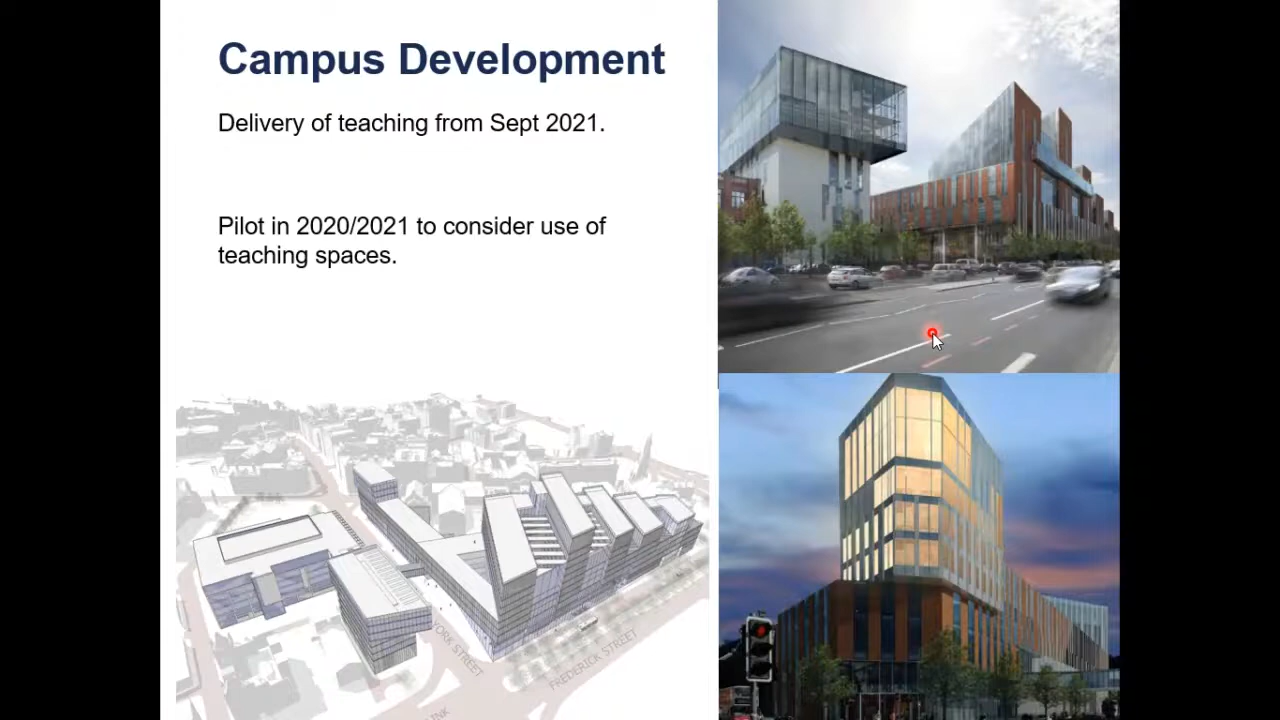 Campus Development
Delivery of teaching from Sept 2021.
Pilot in 2020/2021 to consider use of
teaching spaces.
YORK STREET
FREDERICK STREET
INK